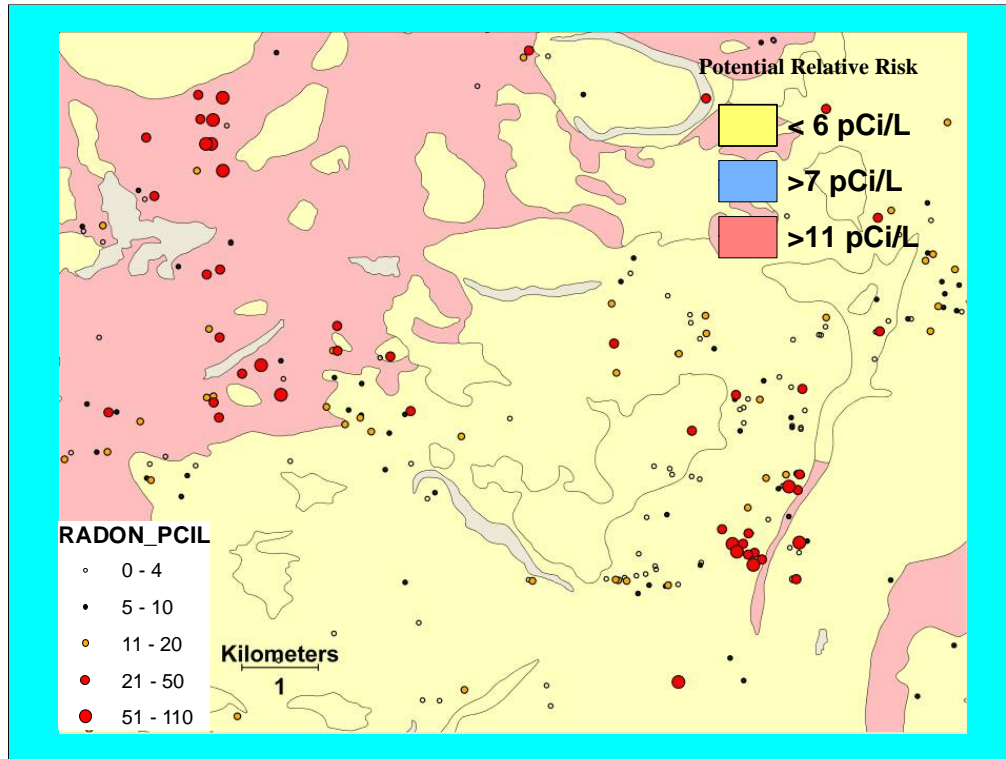 Potential Relative Risk
< 6 pCi/L
>7 pCi/L
>11 pCi/L
RADON_PCIL
0 - 4
5 - 10
11 - 20
21 - 50
51 - 110
Kilometers
1